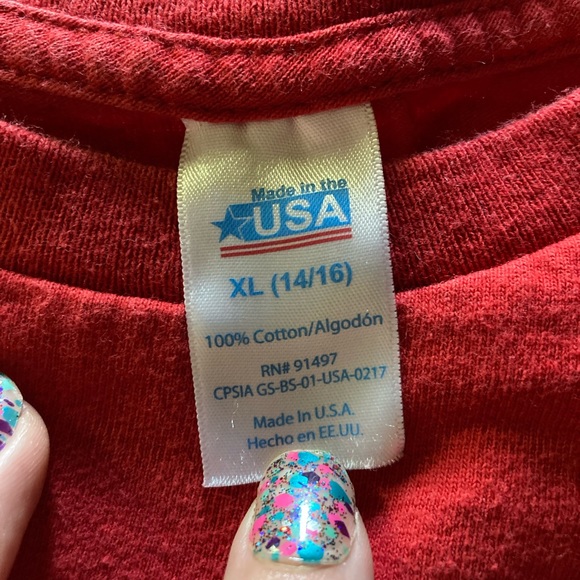 Made in the
USA
XL (14/16)
100% Cotton/Algodón
RN# 91497
CPSIA GS-BS-01-USA-0217
Made In U.S.A.
Hecho en EE.UU.